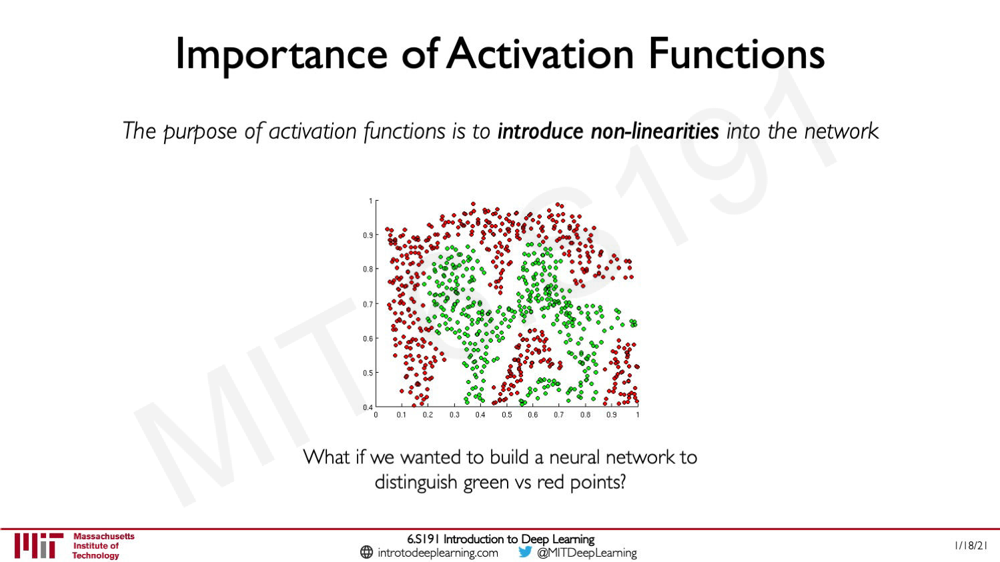 Importance of Activation Functions
The purpose of activation functions is to introduce non-linearities into the network
MIT 6.S191
1
0.9
0.8
0.7
0.6
0.5
0.4
0 0.1 0.2 0.3 0.4 0.5 0.6 0.7 0.8 0.9 1
What if we wanted to build a neural network to
distinguish green vs red points?
Massachusetts
Institute of
Technology
6.S191 Introduction to Deep Learning
introtodeeplearning.com @MITDeepLearning
1/18/21